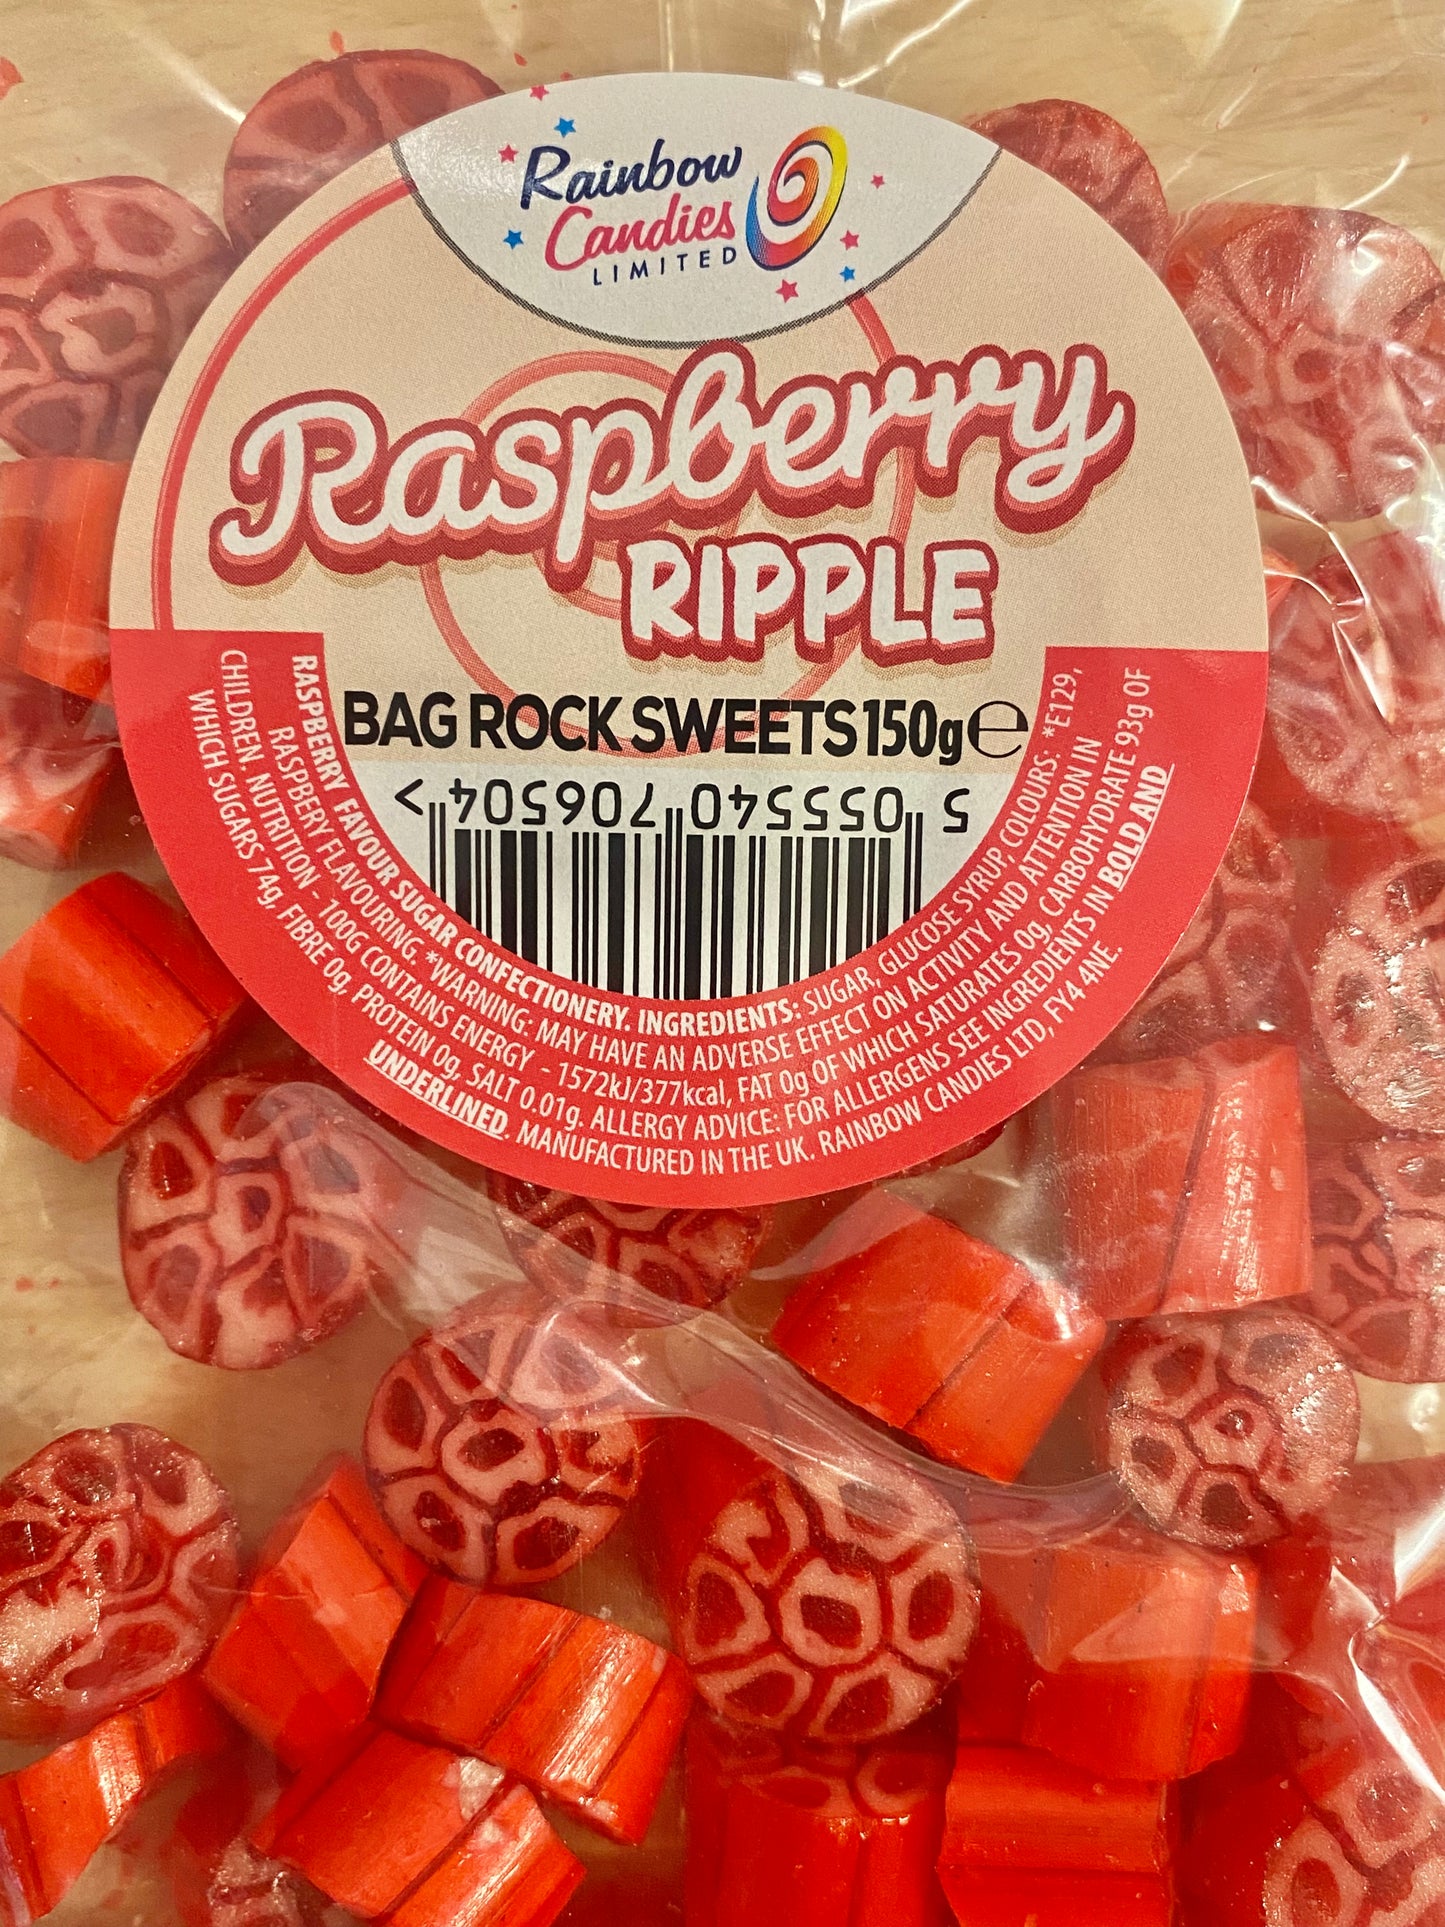 Rainbow
Candies
LIMITED
Raspberry
RIPPLE
BAG ROCK SWEETS 150g℮
5 055540 706504 >
RASPBERRY FAVOUR SUGAR CONFECTIONERY. INGREDIENTS: SUGAR, GLUCOSE SYRUP, COLOURS: *E129,
RASPBERY FLAVOURING. *WARNING: MAY HAVE AN ADVERSE EFFECT ON ACTIVITY AND ATTENTION IN
CHILDREN. NUTRITION - 100G CONTAINS ENERGY - 1572kJ/377kcal, FAT 0g OF WHICH SATURATES 0g, CARBOHYDRATE 93g OF
WHICH SUGARS 74g, FIBRE 0g, PROTEIN 0g, SALT 0.01g. ALLERGY ADVICE: FOR ALLERGENS SEE INGREDIENTS IN BOLD AND
UNDERLINED. MANUFACTURED IN THE UK. RAINBOW CANDIES LTD, FY4 4NE.